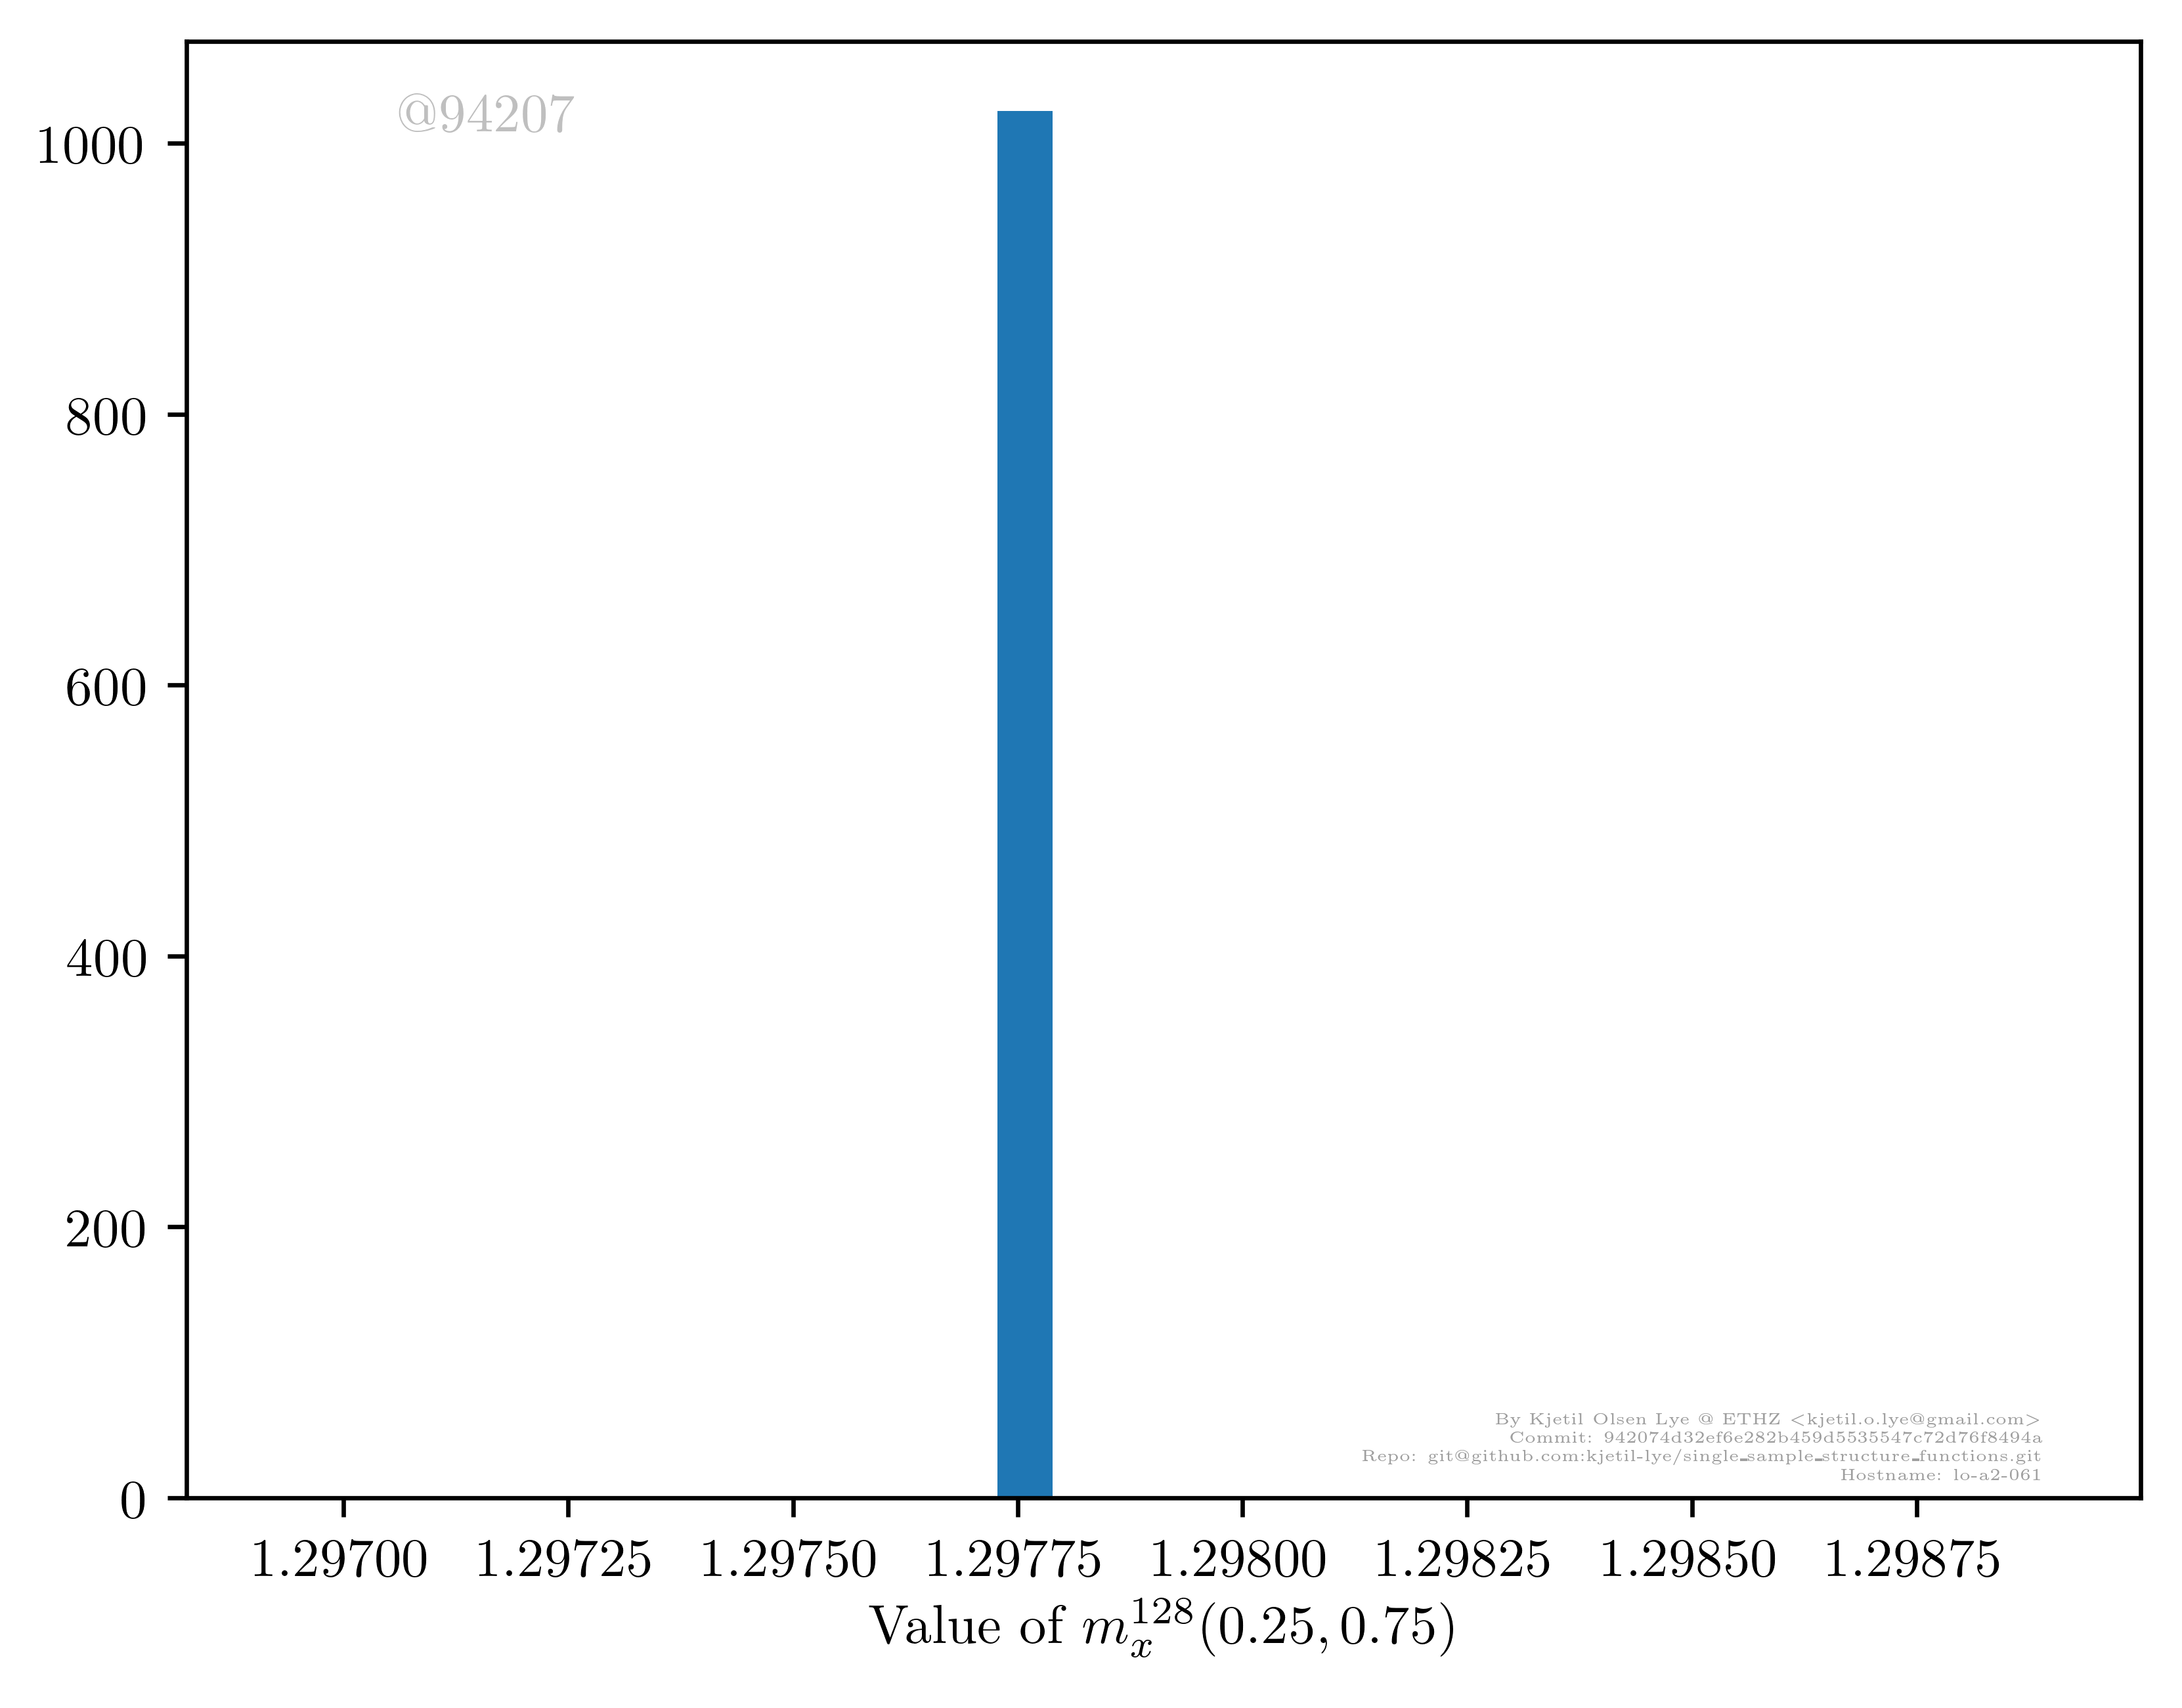 @94207
1000
800
600
400
200
0
By Kjetil Olsen Lye @ ETHZ <kjetil.o.lye@gmail.com>
Commit: 942074d32ef6e282b459d5535547c72d76f8494a
Repo: git@github.com:kjetil-lye/single_sample_structure_functions.git
Hostname: lo-a2-061
1.29700 1.29725 1.29750 1.29775 1.29800 1.29825 1.29850 1.29875
Value of $m_x^{128}(0.25, 0.75)$